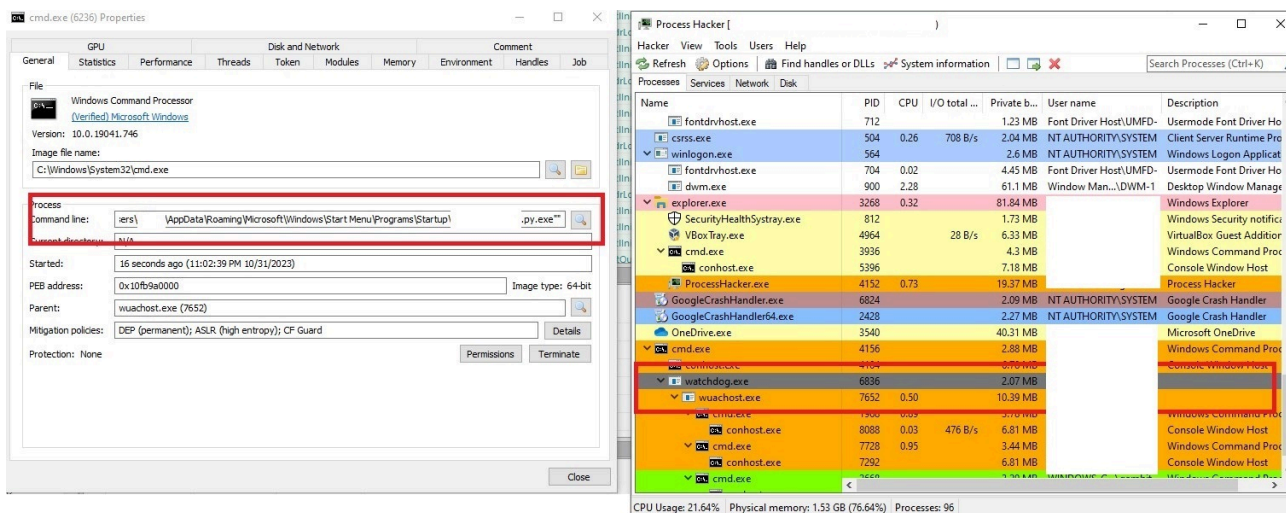 cmd.exe (6236) Properties
GPU Disk and Network Comment
General Statistics Performance Threads Token Modules Memory Environment Handles Job
File
Windows Command Processor
(Verified) Microsoft Windows
Version: 10.0.19041.746
Image file name:
C:\Windows\System32\cmd.exe
Process
Command line: ers\ \AppData\Roaming\Microsoft\Windows\Start Menu\Programs\Startup\ .py.exe""
Current directory: N/A
Started: 16 seconds ago (11:02:39 PM 10/31/2023)
PEB address: 0x10fb9a0000 Image type: 64-bit
Parent: wuachost.exe (7652)
Mitigation policies: DEP (permanent); ASLR (high entropy); CF Guard Details
Protection: None Permissions Terminate
Close
Process Hacker [ )
Hacker View Tools Users Help
Refresh Options Find handles or DLLs System information Search Processes (Ctrl+K)
Processes Services Network Disk
Name PID CPU I/O total ... Private b... User name Description
fontdrvhost.exe 712 1.23 MB Font Driver Host\UMFD- Usermode Font Driver Ho
csrss.exe 504 0.26 708 B/s 2.04 MB NT AUTHORITY\SYSTEM Client Server Runtime Pro
winlogon.exe 564 2.6 MB NT AUTHORITY\SYSTEM Windows Logon Applicat
fontdrvhost.exe 704 0.02 4.45 MB Font Driver Host\UMFD- Usermode Font Driver Ho
dwm.exe 900 2.28 61.1 MB Window Man...\DWM-1 Desktop Window Manage
explorer.exe 3268 0.32 81.84 MB Windows Explorer
SecurityHealthSystray.exe 812 1.73 MB Windows Security notifica
VBoxTray.exe 4964 28 B/s 6.33 MB VirtualBox Guest Addition
cmd.exe 3936 4.3 MB Windows Command Proc
conhost.exe 5396 7.18 MB Console Window Host
ProcessHacker.exe 4152 0.73 19.37 MB Process Hacker
GoogleCrashHandler.exe 6824 2.09 MB NT AUTHORITY\SYSTEM Google Crash Handler
GoogleCrashHandler64.exe 2428 2.27 MB NT AUTHORITY\SYSTEM Google Crash Handler
OneDrive.exe 3540 40.31 MB Microsoft OneDrive
cmd.exe 4156 2.88 MB Windows Command Proc
conhost.exe Console Window Host
watchdog.exe 6836 2.07 MB
wuachost.exe 7652 0.50 10.39 MB
cmd.exe Windows Command Proc
conhost.exe 8088 0.03 476 B/s 6.81 MB Console Window Host
cmd.exe 7728 0.95 3.44 MB Windows Command Proc
conhost.exe 7292 6.81 MB Console Window Host
cmd.exe
CPU Usage: 21.64% Physical memory: 1.53 GB (76.64%) Processes: 96